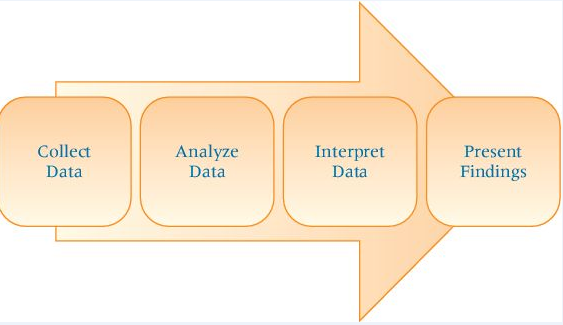 Collect
Data
Analyze
Data
Interpret
Data
Present
Findings